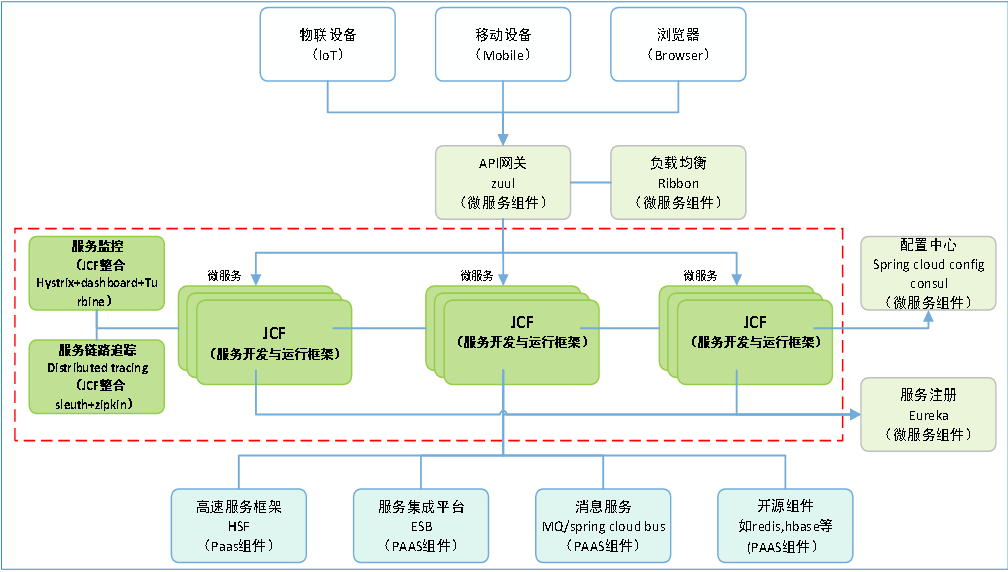 物联设备
（IoT）
移动设备
（Mobile）
浏览器
（Browser）
API网关
zuul
（微服务组件）
负载均衡
Ribbon
（微服务组件）
服务监控
（JCF整合
Hystrix+dashboard+Tu
rbine）
服务链路追踪
Distributed tracing
（JCF整合
sleuth+zipkin）
微服务
JCF
（服务开发与运行框架）
微服务
JCF
（服务开发与运行框架）
微服务
JCF
（服务开发与运行框架）
配置中心
Spring cloud config
consul
（微服务组件）
服务注册
Eureka
（微服务组件）
高速服务框架
HSF
（Paas组件）
服务集成平台
ESB
（PAAS组件）
消息服务
MQ/spring cloud bus
（PAAS组件）
开源组件
如redis,hbase等
(PAAS组件）